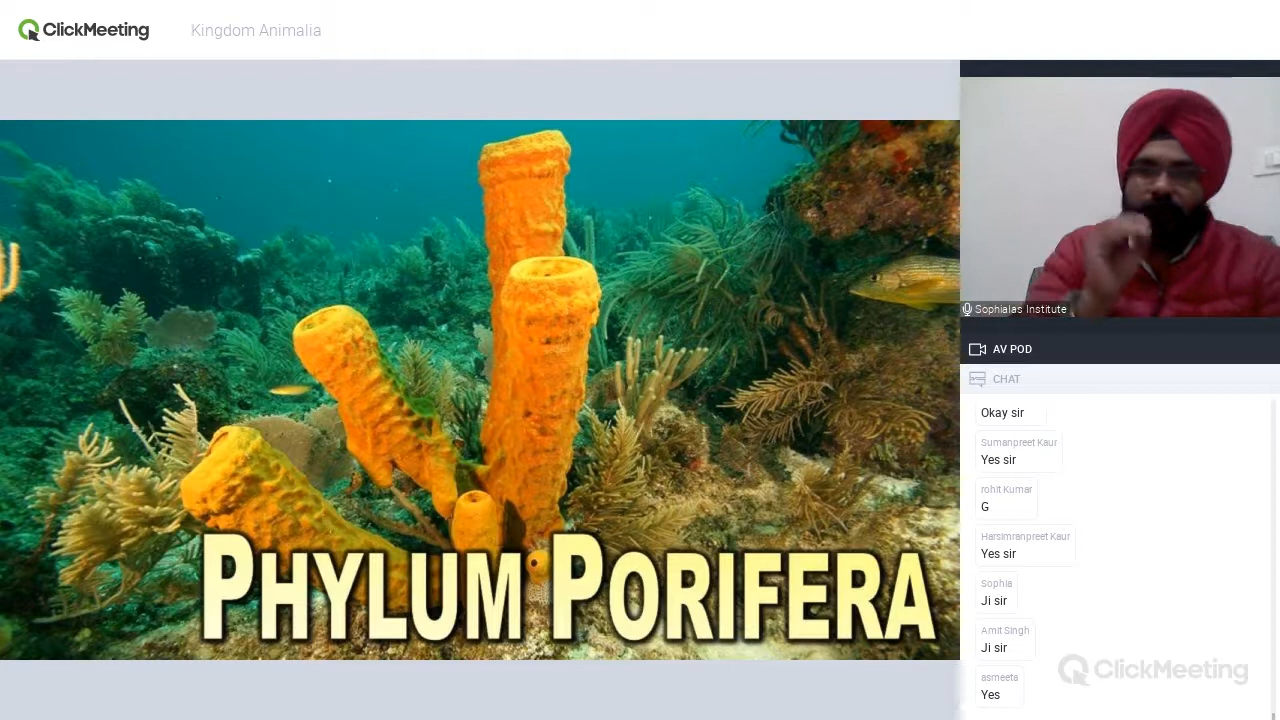 ClickMeeting
Kingdom Animalia
PHYLUM PORIFERA
Sophialas Institute
AV POD
CHAT
Okay sir
Sumanpreet Kaur
Yes sir
rohit Kumar
G
Harsimranpreet Kaur
Yes sir
Sophia
Ji sir
Amit Singh
Ji sir
asmeeta
Yes
ClickMeeting